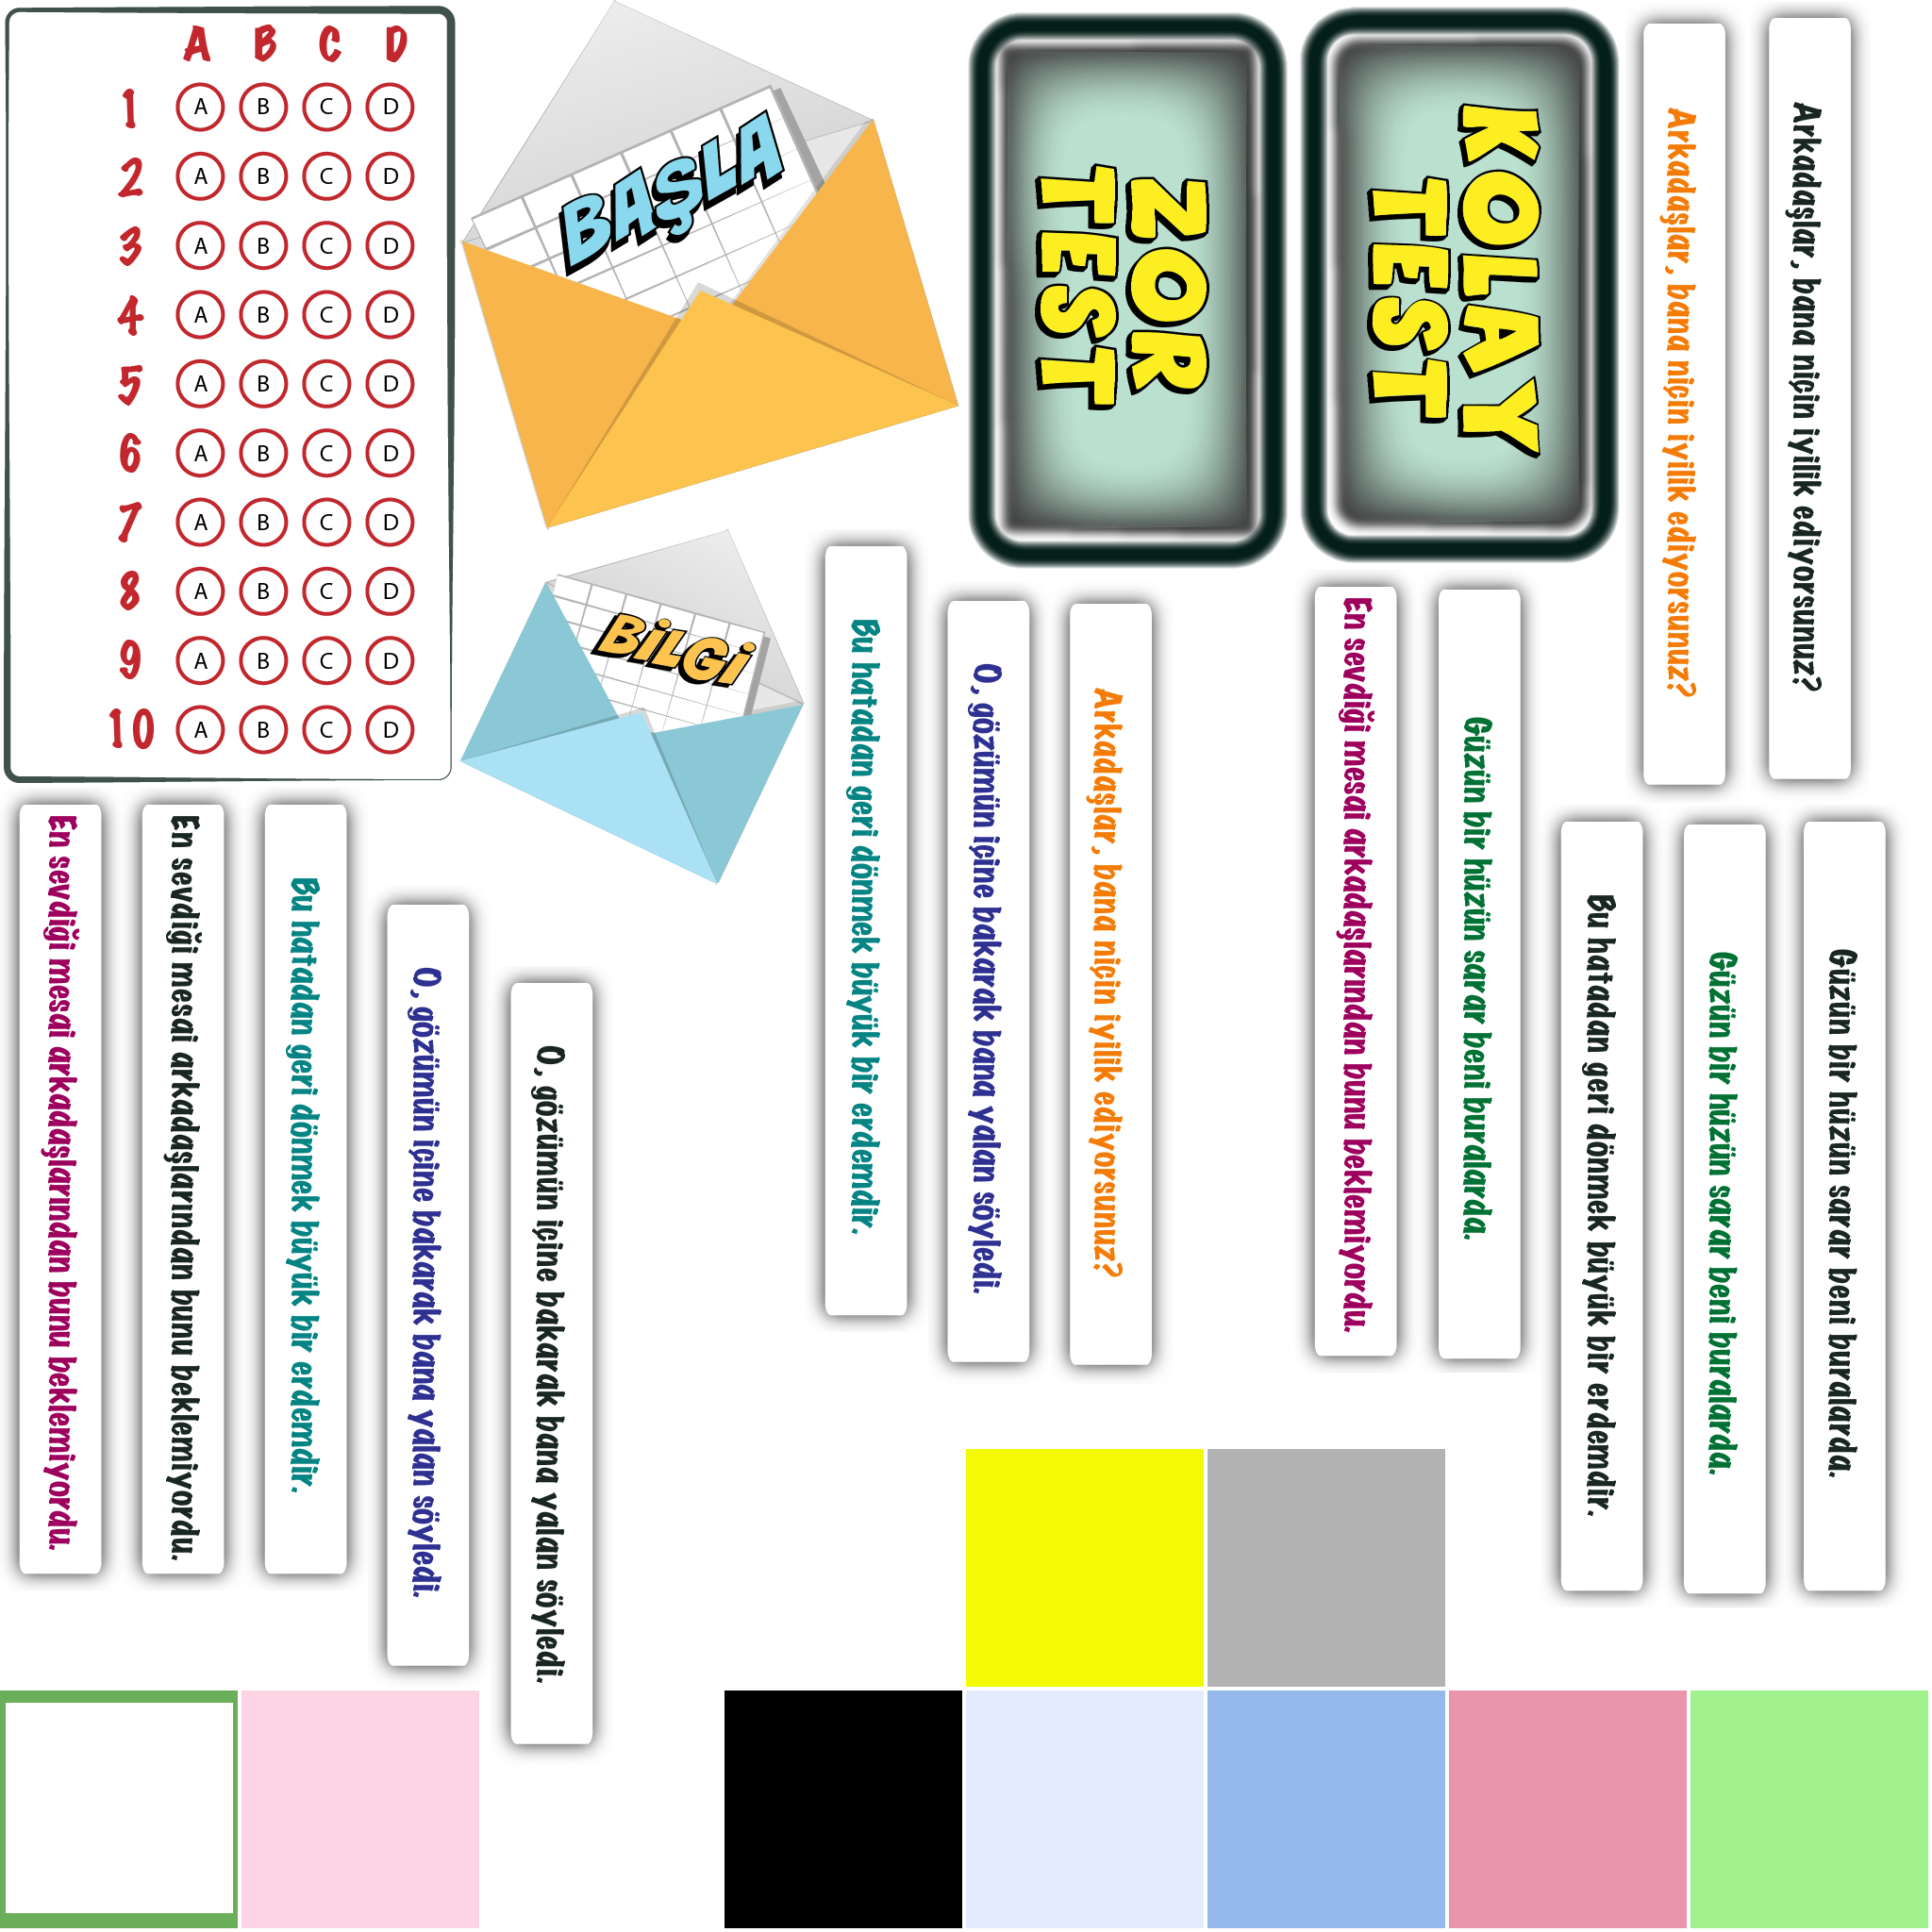 A B C D
1 A B C D
2 A B C D
3 A B C D
4 A B C D
5 A B C D
6 A B C D
7 A B C D
8 A B C D
9 A B C D
10 A B C D
BAŞLA
BİLGİ
ZOR
TEST
KOLAY
TEST
Arkadaşlar, bana niçin iyilik ediyorsunuz?
Arkadaşlar, bana niçin iyilik ediyorsunuz?
Bu hatadan geri dönmek büyük bir erdemdir.
O, gözümün içine bakarak bana yalan söyledi.
Arkadaşlar, bana niçin iyilik ediyorsunuz?
En sevdiği mesai arkadaşlarından bunu beklemiyordu.
Güzün bir hüzün sarar beni buralarda.
En sevdiği mesai arkadaşlarından bunu beklemiyordu.
En sevdiği mesai arkadaşlarından bunu beklemiyordu.
Bu hatadan geri dönmek büyük bir erdemdir.
O, gözümün içine bakarak bana yalan söyledi.
O, gözümün içine bakarak bana yalan söyledi.
Bu hatadan geri dönmek büyük bir erdemdir.
Güzün bir hüzün sarar beni buralarda.
Güzün bir hüzün sarar beni buralarda.